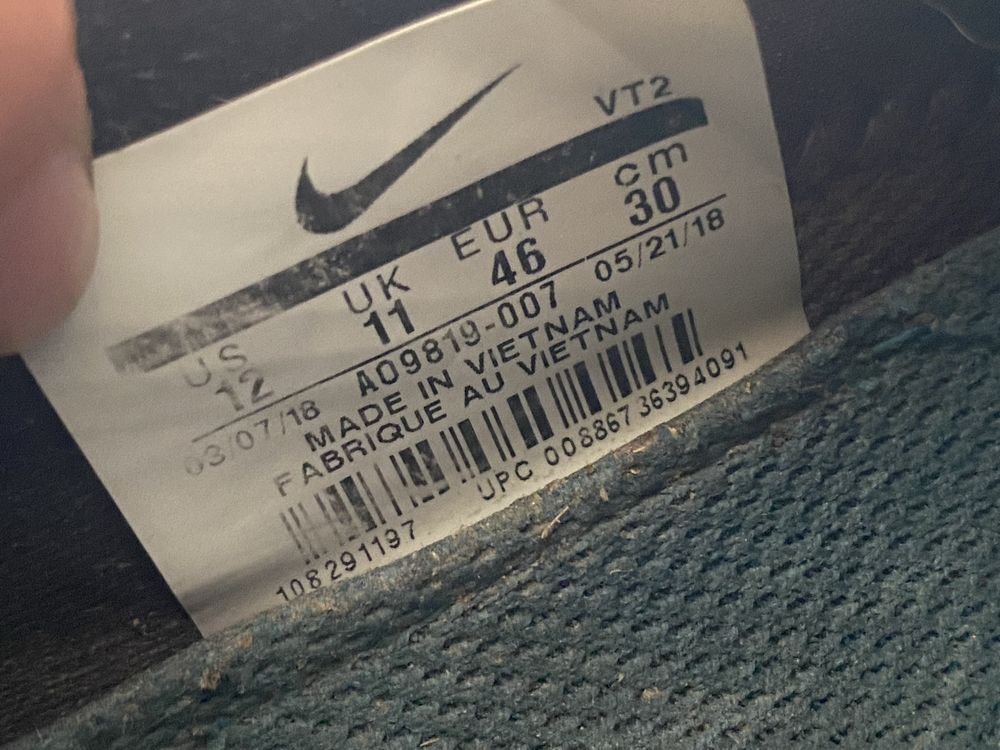 VT2
US UK EUR cm
12 11 46 30
03/07/18 AO9819-007 05/21/18
MADE IN VIETNAM
FABRIQUE AU VIETNAM
108291197 UPC 00886736394091